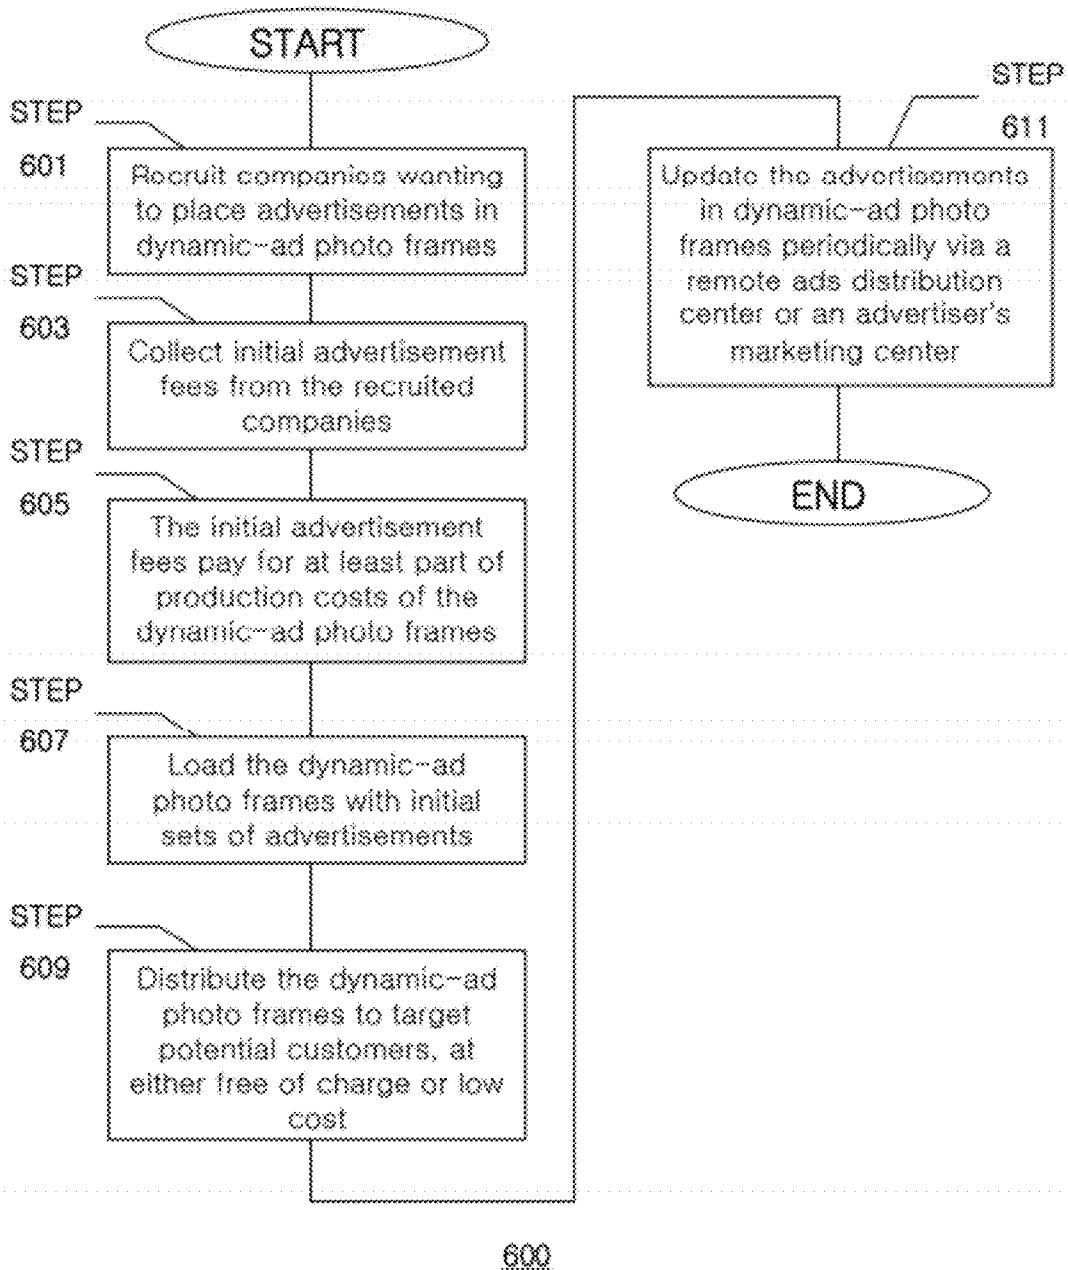 START
STEP
601
Recruit companies wanting
to place advertisements in
dynamic-ad photo frames
STEP
603
Collect initial advertisement
fees from the recruited
companies
STEP
605
The initial advertisement
fees pay for at least part of
production costs of the
dynamic-ad photo frames
STEP
607
Load the dynamic-ad
photo frames with initial
sets of advertisements
STEP
609
Distribute the dynamic-ad
photo frames to target
potential customers, at
either free of charge or low
cost
STEP
611
Update the advertisements
in dynamic-ad photo
frames periodically via a
remote ads distribution
center or an advertiser's
marketing center
END
600